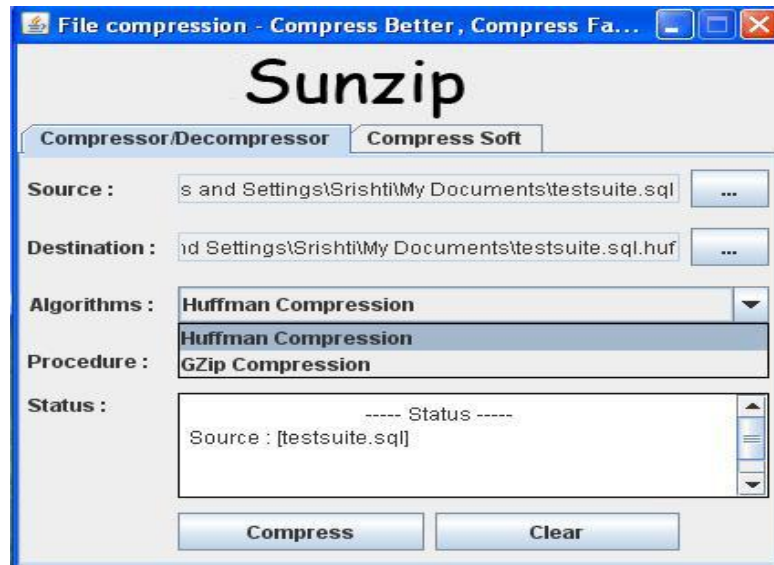 File compression - Compress Better , Compress Fa...
Sunzip
Compressor/Decompressor Compress Soft
Source : s and Settings\Srishti\My Documents\testsuite.sql ...
Destination : nd Settings\Srishti\My Documents\testsuite.sql.huf ...
Algorithms : Huffman Compression
Huffman Compression
Procedure : GZip Compression
Status : ----- Status -----
Source : [testsuite.sql]
Compress Clear